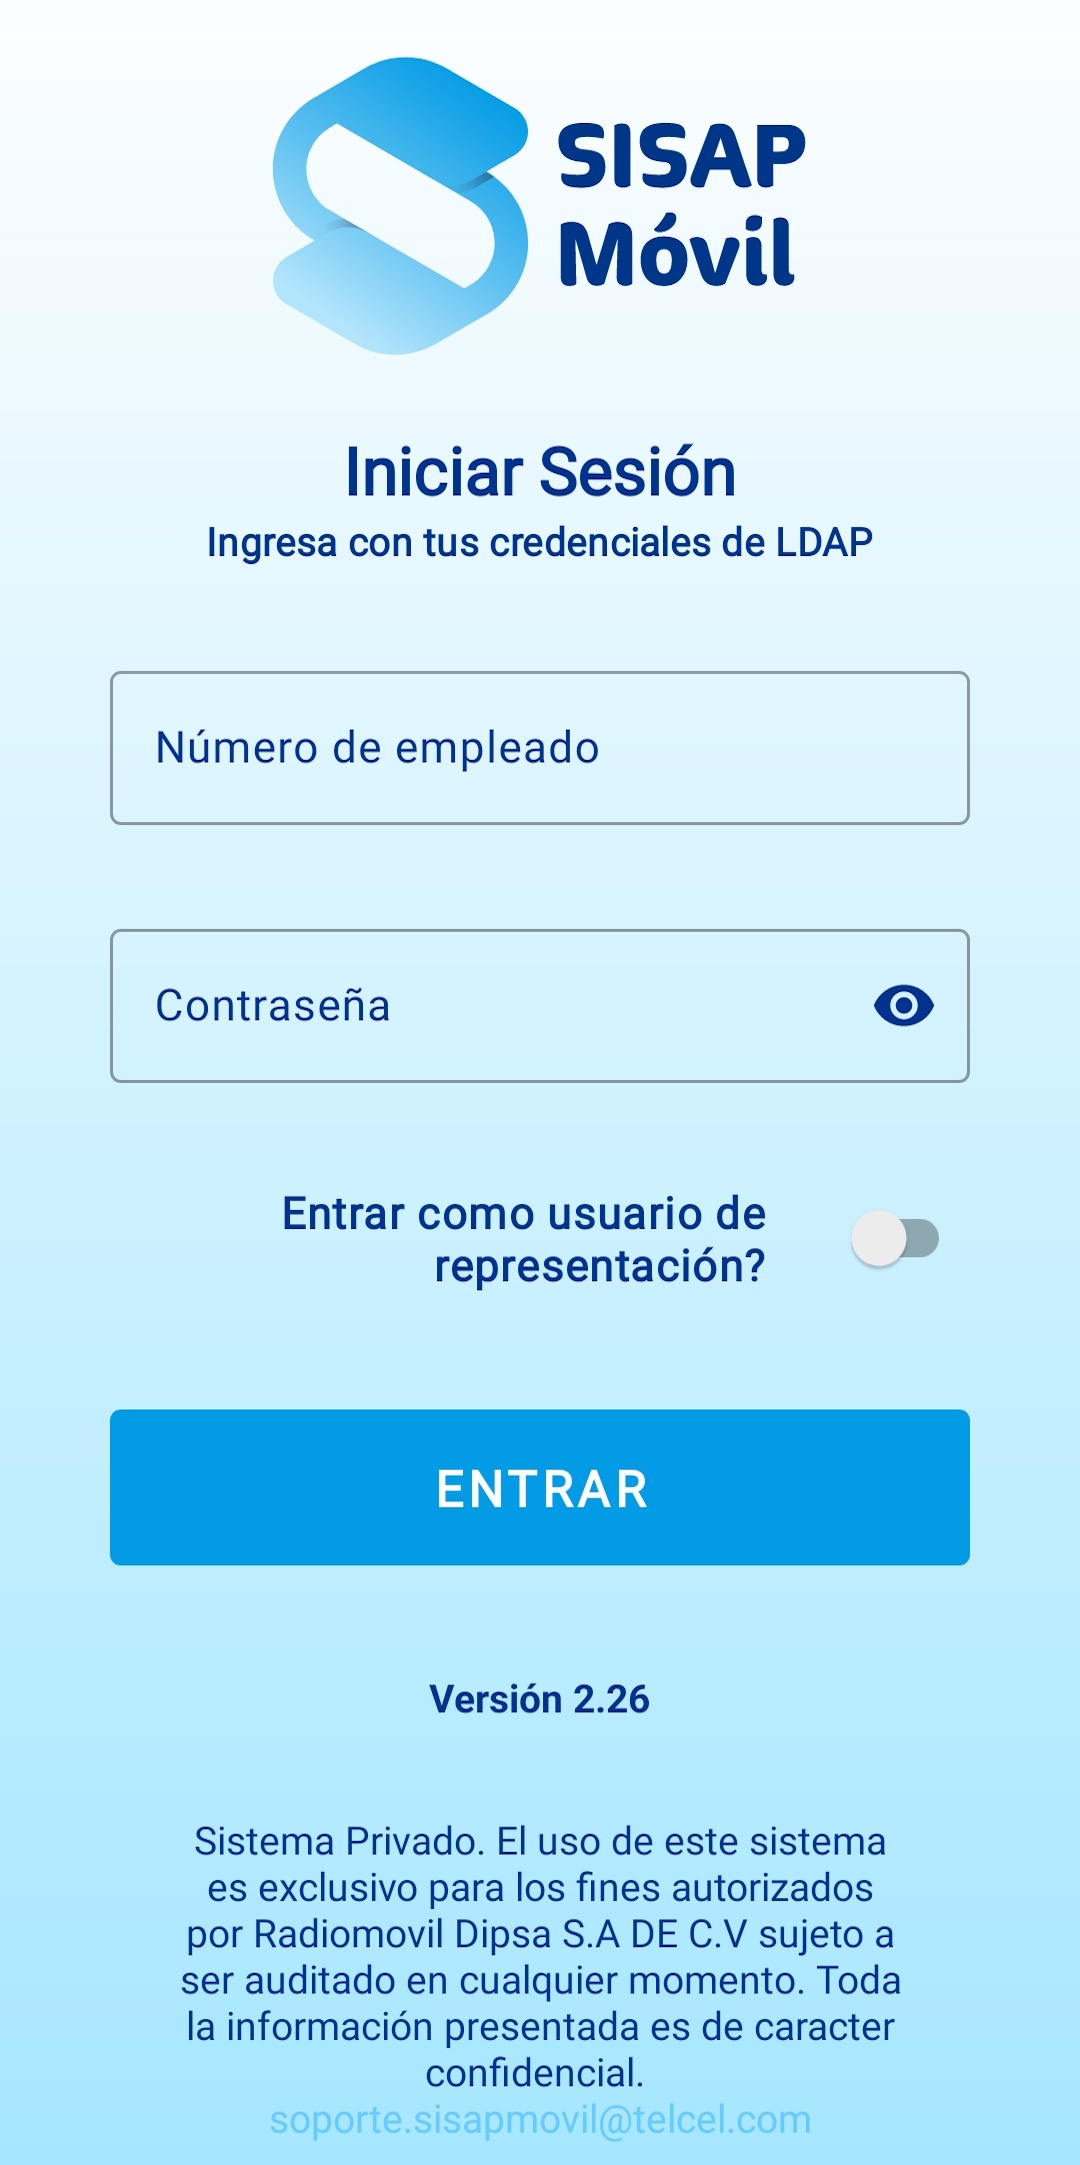 SISAP
Móvil
Iniciar Sesión
Ingresa con tus credenciales de LDAP
Número de empleado
Contraseña
Entrar como usuario de
representación?
ENTRAR
Versión 2.26
Sistema Privado. El uso de este sistema
es exclusivo para los fines autorizados
por Radiomovil Dipsa S.A DE C.V sujeto a
ser auditado en cualquier momento. Toda
la información presentada es de caracter
confidencial.
soporte.sisapmovil@telcel.com